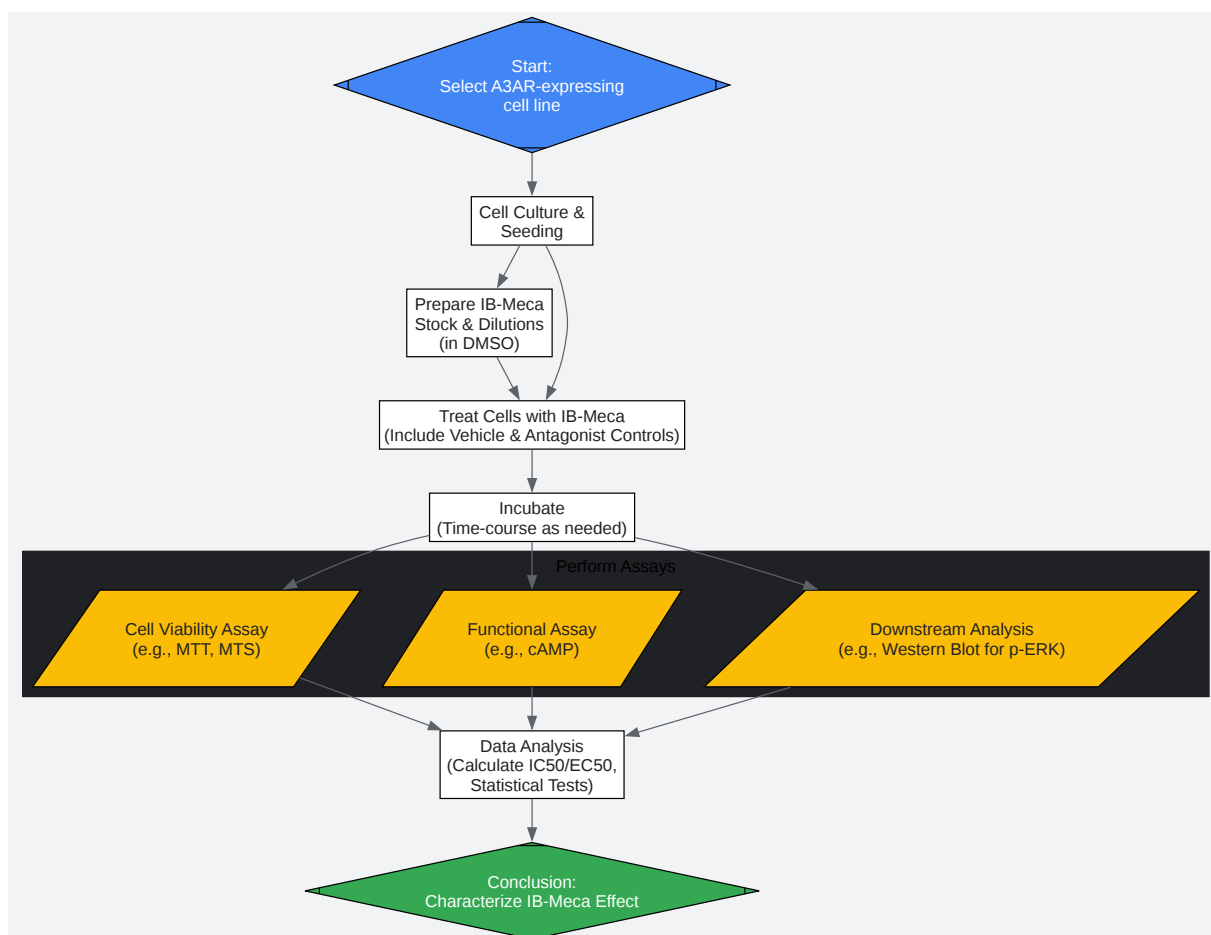 Start:
Select A3AR-expressing
cell line
Cell Culture &
Seeding
Prepare IB-Meca
Stock & Dilutions
(in DMSO)
Treat Cells with IB-Meca
(Include Vehicle & Antagonist Controls)
Incubate
(Time-course as needed)
Perform Assays
Cell Viability Assay
(e.g., MTT, MTS)
Functional Assay
(e.g., cAMP)
Downstream Analysis
(e.g., Western Blot for p-ERK)
Data Analysis
(Calculate IC50/EC50,
Statistical Tests)
Conclusion:
Characterize IB-Meca Effect